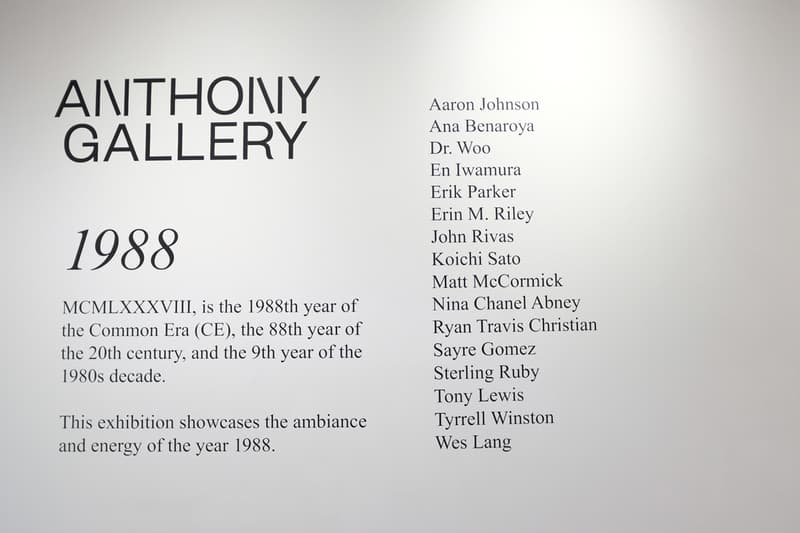 ANTHONY
GALLERY
1988
MCMLXXXVIII, is the 1988th year of
the Common Era (CE), the 88th year of
the 20th century, and the 9th year of the
1980s decade.
This exhibition showcases the ambiance
and energy of the year 1988.
Aaron Johnson
Ana Benaroya
Dr. Woo
En Iwamura
Erik Parker
Erin M. Riley
John Rivas
Koichi Sato
Matt McCormick
Nina Chanel Abney
Ryan Travis Christian
Sayre Gomez
Sterling Ruby
Tony Lewis
Tyrrell Winston
Wes Lang